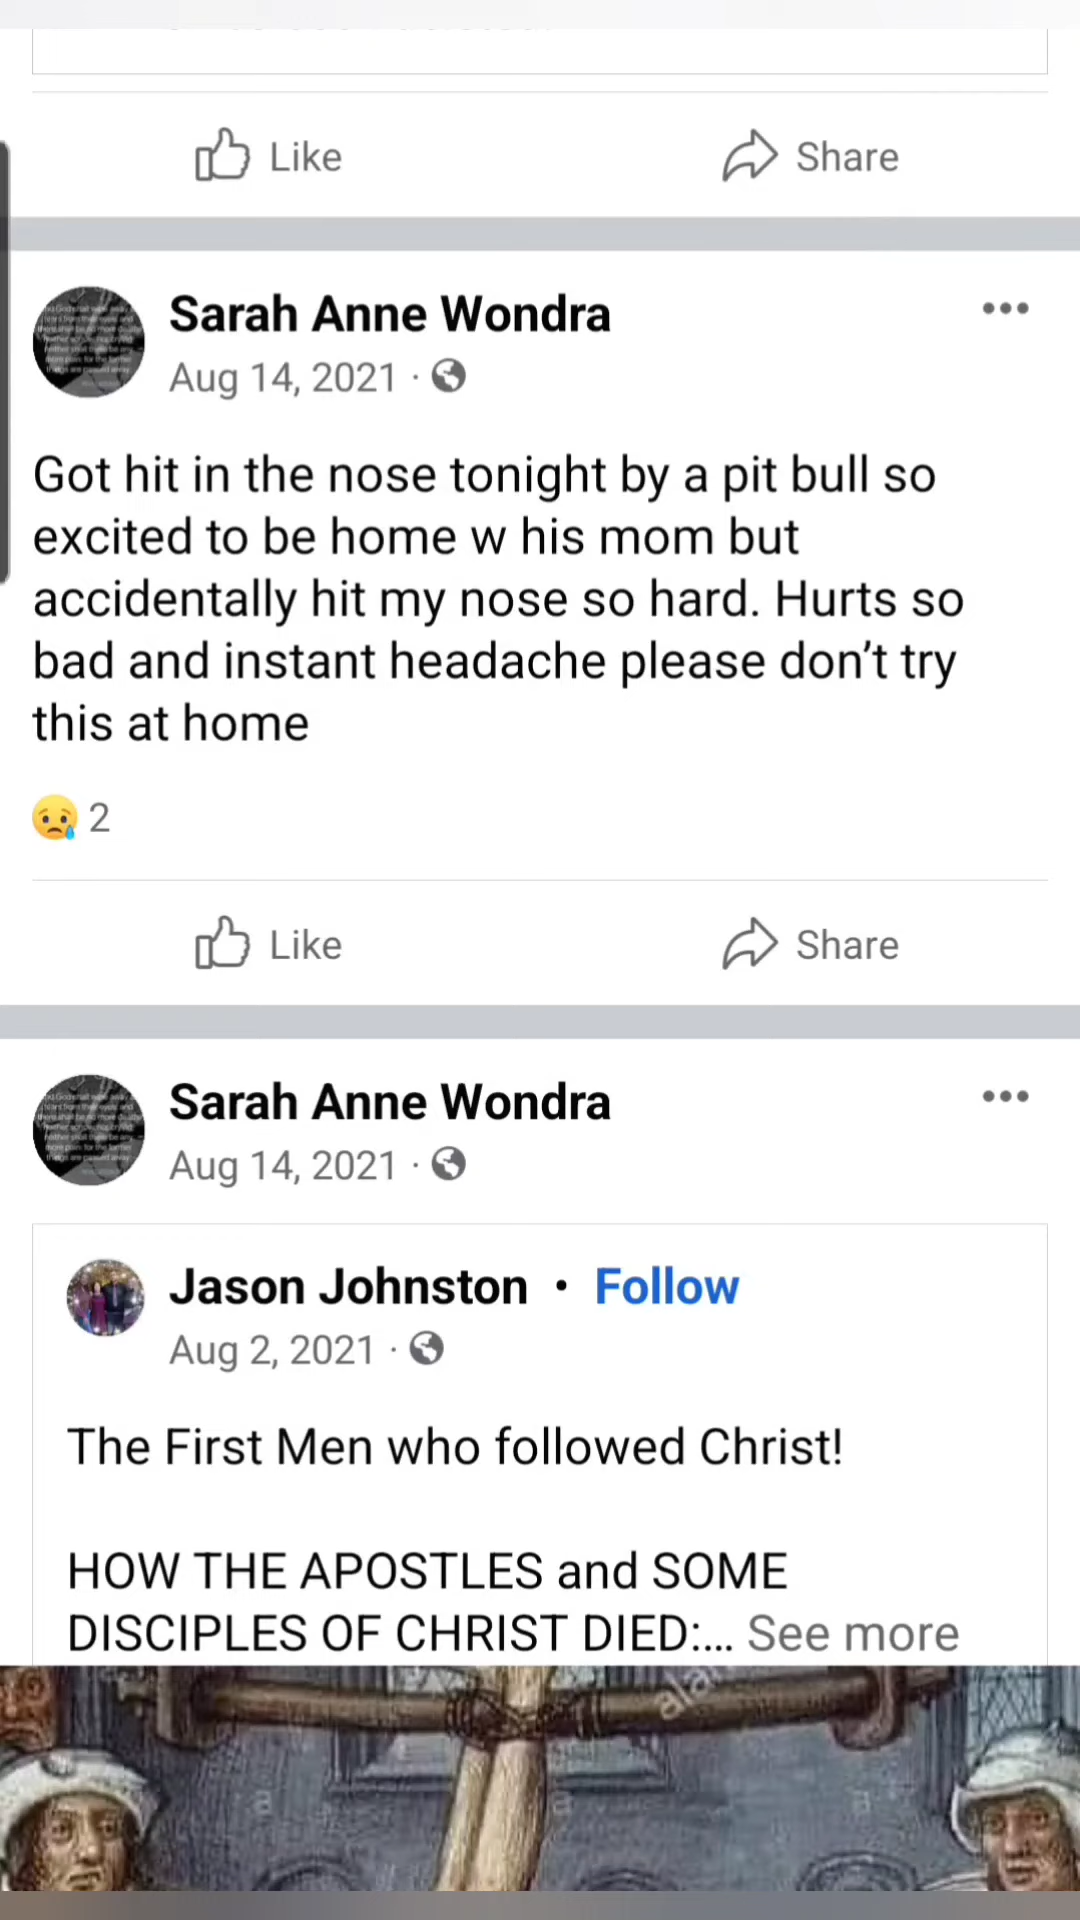 Like
Share
Sarah Anne Wondra
Aug 14, 2021 ·
Got hit in the nose tonight by a pit bull so
excited to be home w his mom but
accidentally hit my nose so hard. Hurts so
bad and instant headache please don't try
this at home
2
Like
Share
Sarah Anne Wondra
Aug 14, 2021 ·
Jason Johnston • Follow
Aug 2, 2021 ·
The First Men who followed Christ!
HOW THE APOSTLES and SOME
DISCIPLES OF CHRIST DIED:... See more